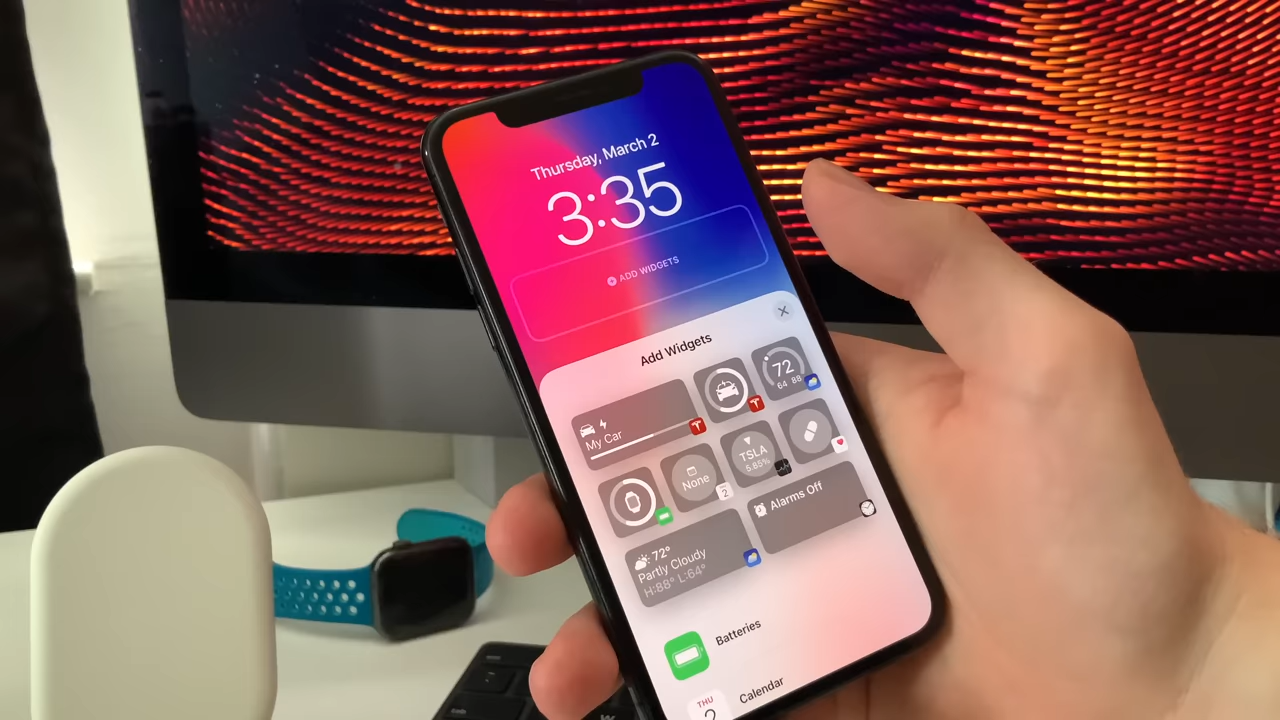 Thursday, March 2
3:35
ADD WIDGETS
Add Widgets
My Car
72
64 88
None
2
TSLA
5.65%
Alarms Off
72°
Partly Cloudy
H:88° L:64°
Batteries
THU
2
Calendar